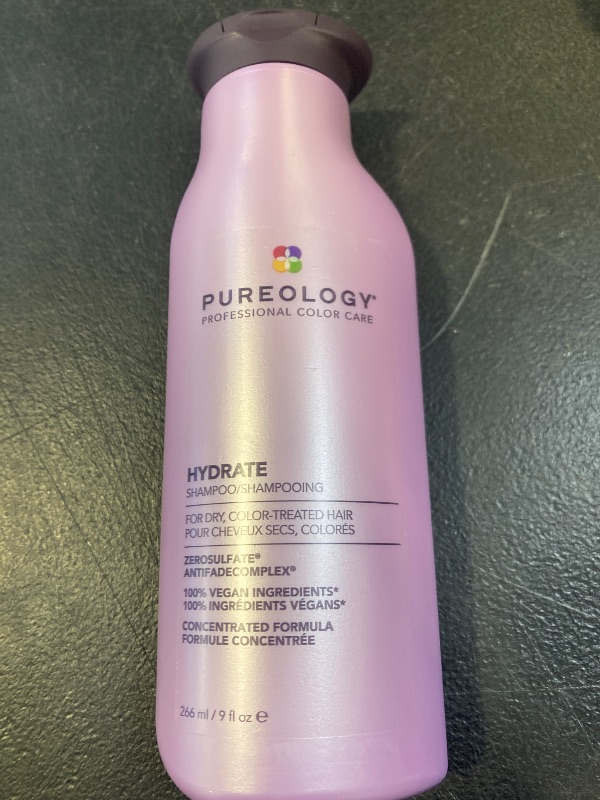 PUREOLOGY®
PROFESSIONAL COLOR CARE
HYDRATE
SHAMPOO/SHAMPOOING
FOR DRY, COLOR-TREATED HAIR
POUR CHEVEUX SECS, COLORÉS
ZEROSULFATE®
ANTIFADECOMPLEX®
100% VEGAN INGREDIENTS*
100% INGRÉDIENTS VÉGANS*
CONCENTRATED FORMULA
FORMULE CONCENTRÉE
266 ml / 9 fl oz ℮